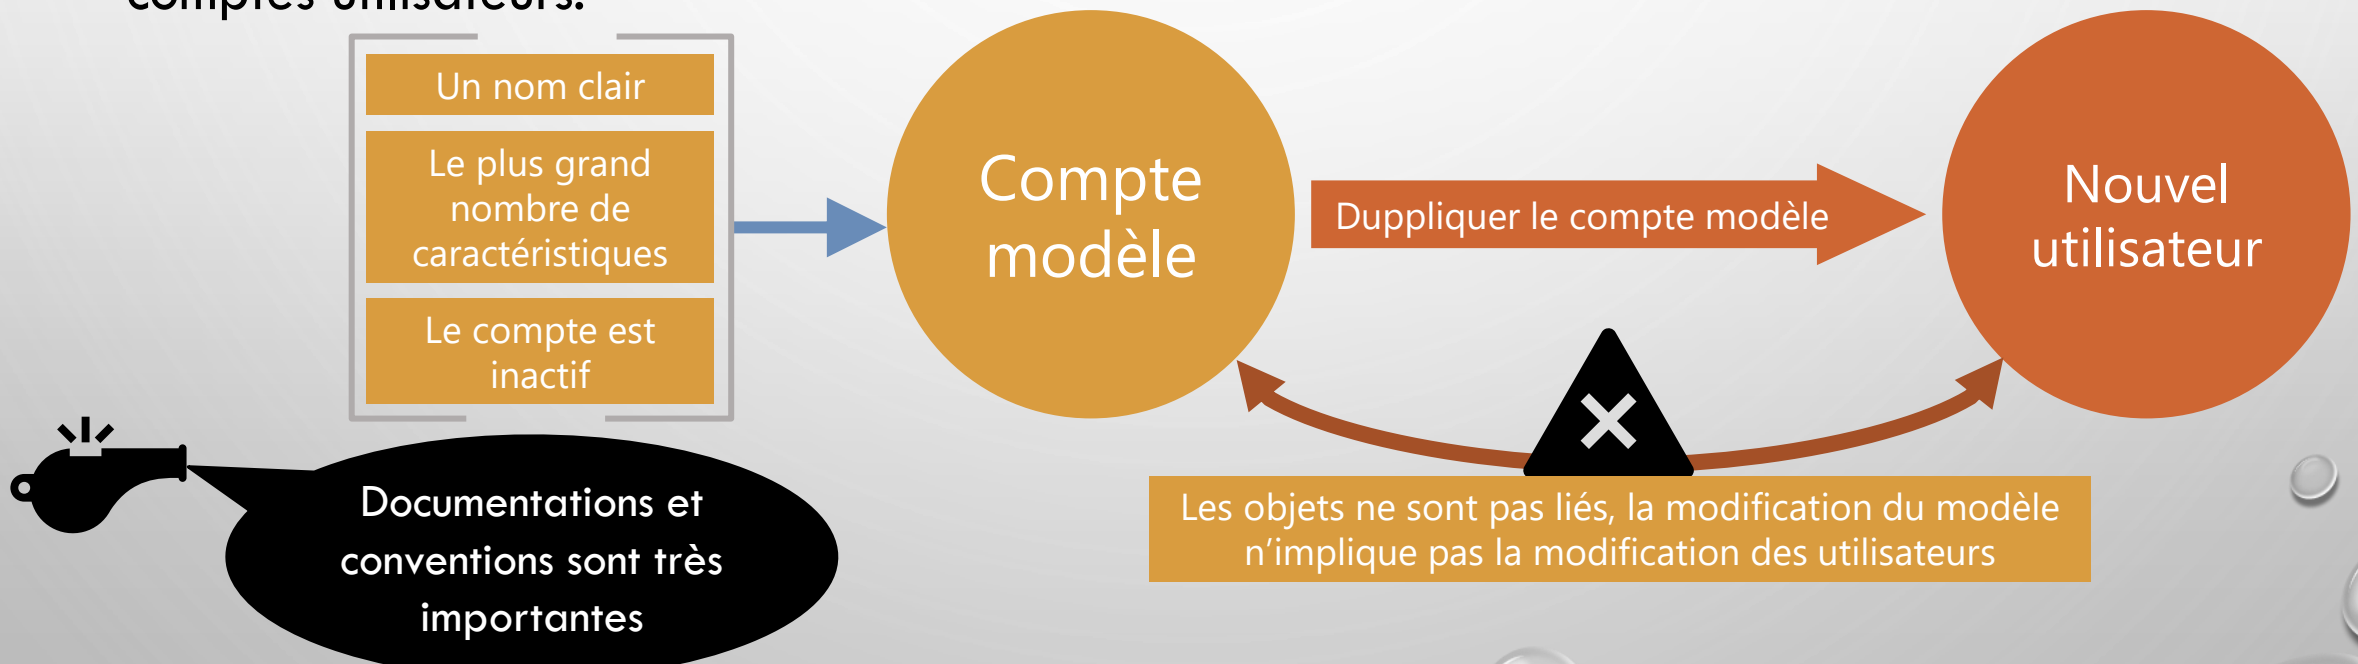 comptes utilisateurs.
Un nom clair
Le plus grand
nombre de
caractéristiques
Le compte est
inactif
Compte
modèle
Duppliquer le compte modèle
Nouvel
utilisateur
Les objets ne sont pas liés, la modification du modèle
n’implique pas la modification des utilisateurs
Documentations et
conventions sont très
importantes